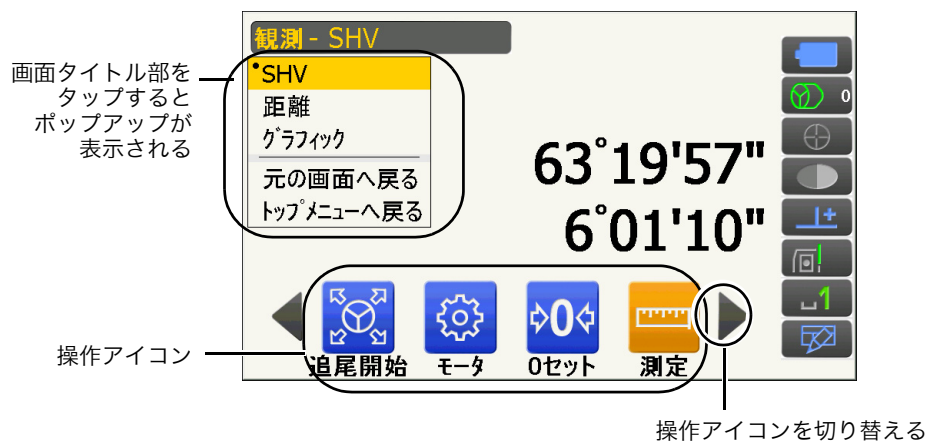 観測 - SHV
画面タイトル部を
タップすると
ポップアップが
表示される
•SHV
距離
グラフィック
元の画面へ戻る
トップメニューへ戻る
63°19'57"
6°01'10"
0
1
操作アイコン
追尾開始
モータ
0
0セット
測定
操作アイコンを切り替える